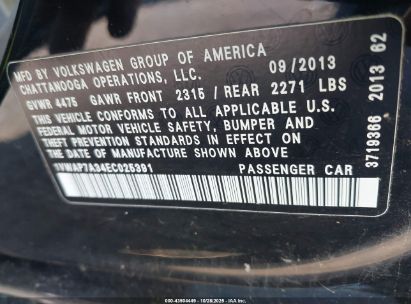 MFD BY VOLKSWAGEN GROUP OF AMERICA
CHATTANOOGA OPERATIONS, LLC. 09/2013
GVWR 4475 GAWR FRONT 2315 / REAR 2271 LBS
THIS VEHICLE CONFORMS TO ALL APPLICABLE U.S.
FEDERAL MOTOR VEHICLE SAFETY, BUMPER AND
THEFT PREVENTION STANDARDS IN EFFECT ON
THE DATE OF MANUFACTURE SHOWN ABOVE.
PASSENGER CAR
3719366 2013 62